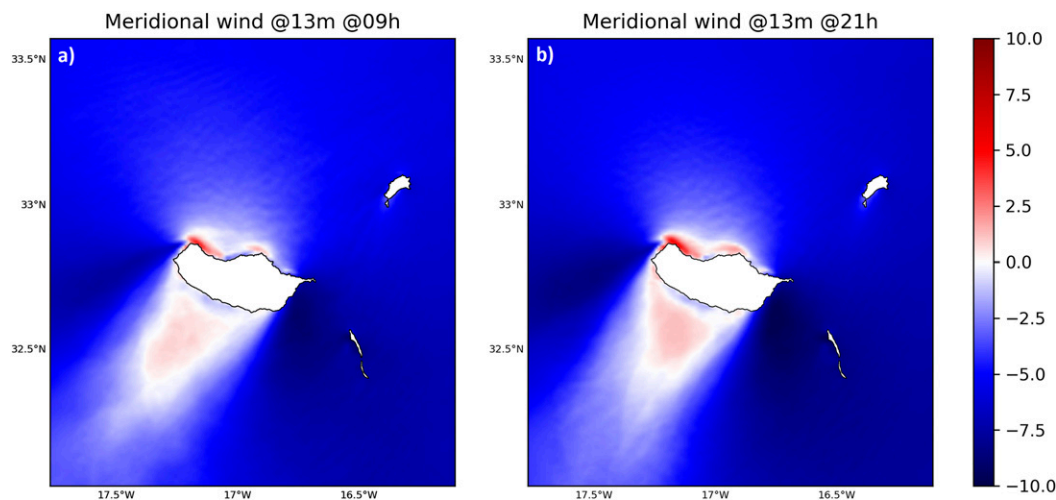 Meridional wind @13m @09h
Meridional wind @13m @21h
a)
b)
33.5°N
33°N
32.5°N
17.5°W
17°W
16.5°W
33.5°N
33°N
32.5°N
17.5°W
17°W
16.5°W
10.0
7.5
5.0
2.5
0.0
−2.5
−5.0
−7.5
−10.0